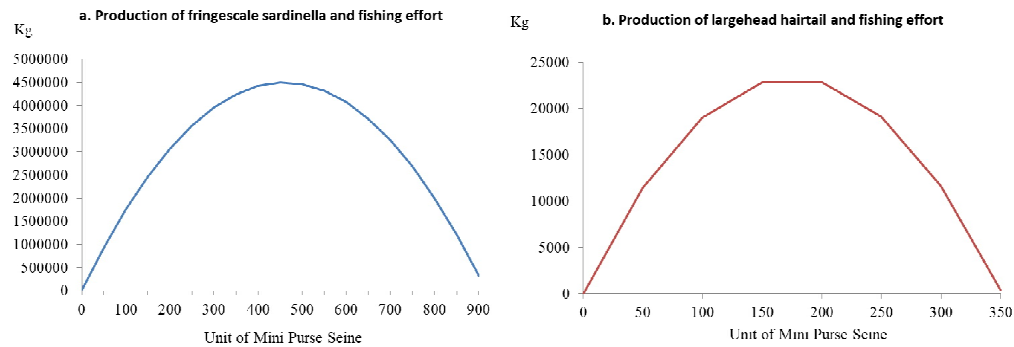 a. Production of fringescale sardinella and fishing effort
Kg
5000000
4500000
4000000
3500000
3000000
2500000
2000000
1500000
1000000
500000
0
0 100 200 300 400 500 600 700 800 900
Unit of Mini Purse Seine
b. Production of largehead hairtail and fishing effort
Kg
25000
20000
15000
10000
5000
0
0 50 100 150 200 250 300 350
Unit of Mini Purse Seine